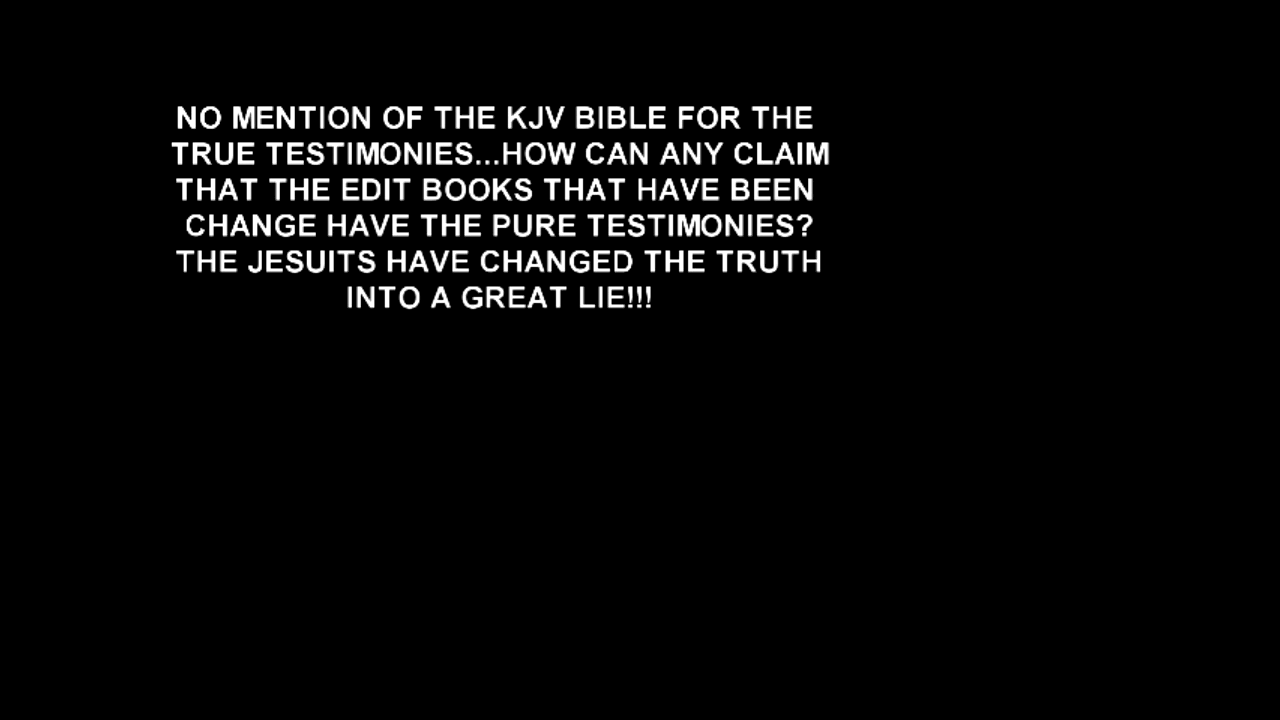 NO MENTION OF THE KJV BIBLE FOR THE
TRUE TESTIMONIES...HOW CAN ANY CLAIM
THAT THE EDIT BOOKS THAT HAVE BEEN
CHANGE HAVE THE PURE TESTIMONIES?
THE JESUITS HAVE CHANGED THE TRUTH
INTO A GREAT LIE!!!